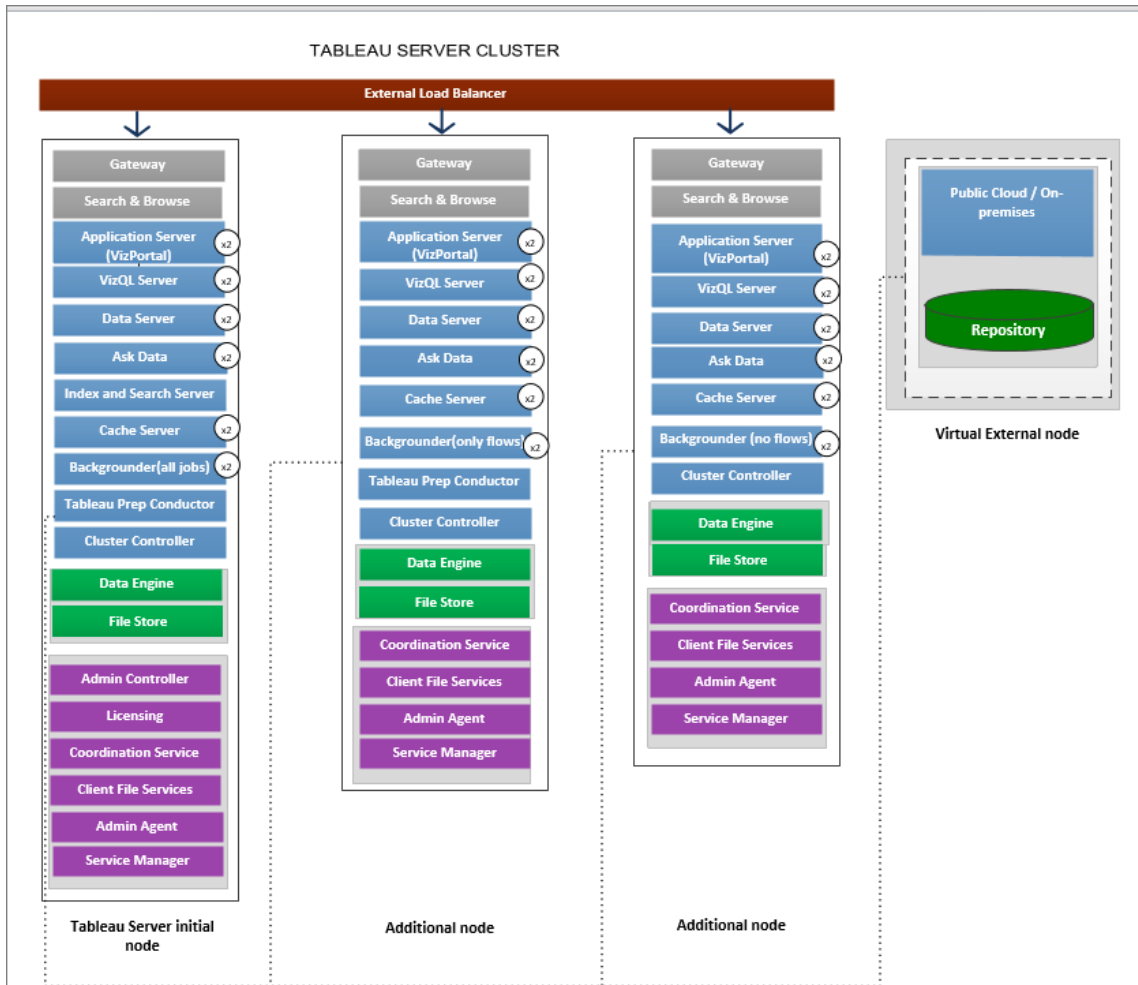 TABLEAU SERVER CLUSTER
External Load Balancer
Gateway
Search & Browse
Application Server
(VizPortal)
x2
VizQL Server
x2
Data Server
x2
Ask Data
x2
Index and Search Server
Cache Server
x2
Backgrounder(all jobs)
x2
Tableau Prep Conductor
Cluster Controller
Data Engine
File Store
Admin Controller
Licensing
Coordination Service
Client File Services
Admin Agent
Service Manager
Tableau Server initial
node
Gateway
Search & Browse
Application Server
(VizPortal)
x2
VizQL Server
x2
Data Server
x2
Ask Data
x2
Cache Server
x2
Backgrounder(only flows)
x2
Tableau Prep Conductor
Cluster Controller
Data Engine
File Store
Coordination Service
Client File Services
Admin Agent
Service Manager
Additional node
Gateway
Search & Browse
Application Server
(VizPortal)
x2
VizQL Server
x2
Data Server
x2
Ask Data
x2
Cache Server
x2
Backgrounder (no flows)
x2
Cluster Controller
Data Engine
File Store
Coordination Service
Client File Services
Admin Agent
Service Manager
Additional node
Public Cloud / On-
premises
Repository
Virtual External node